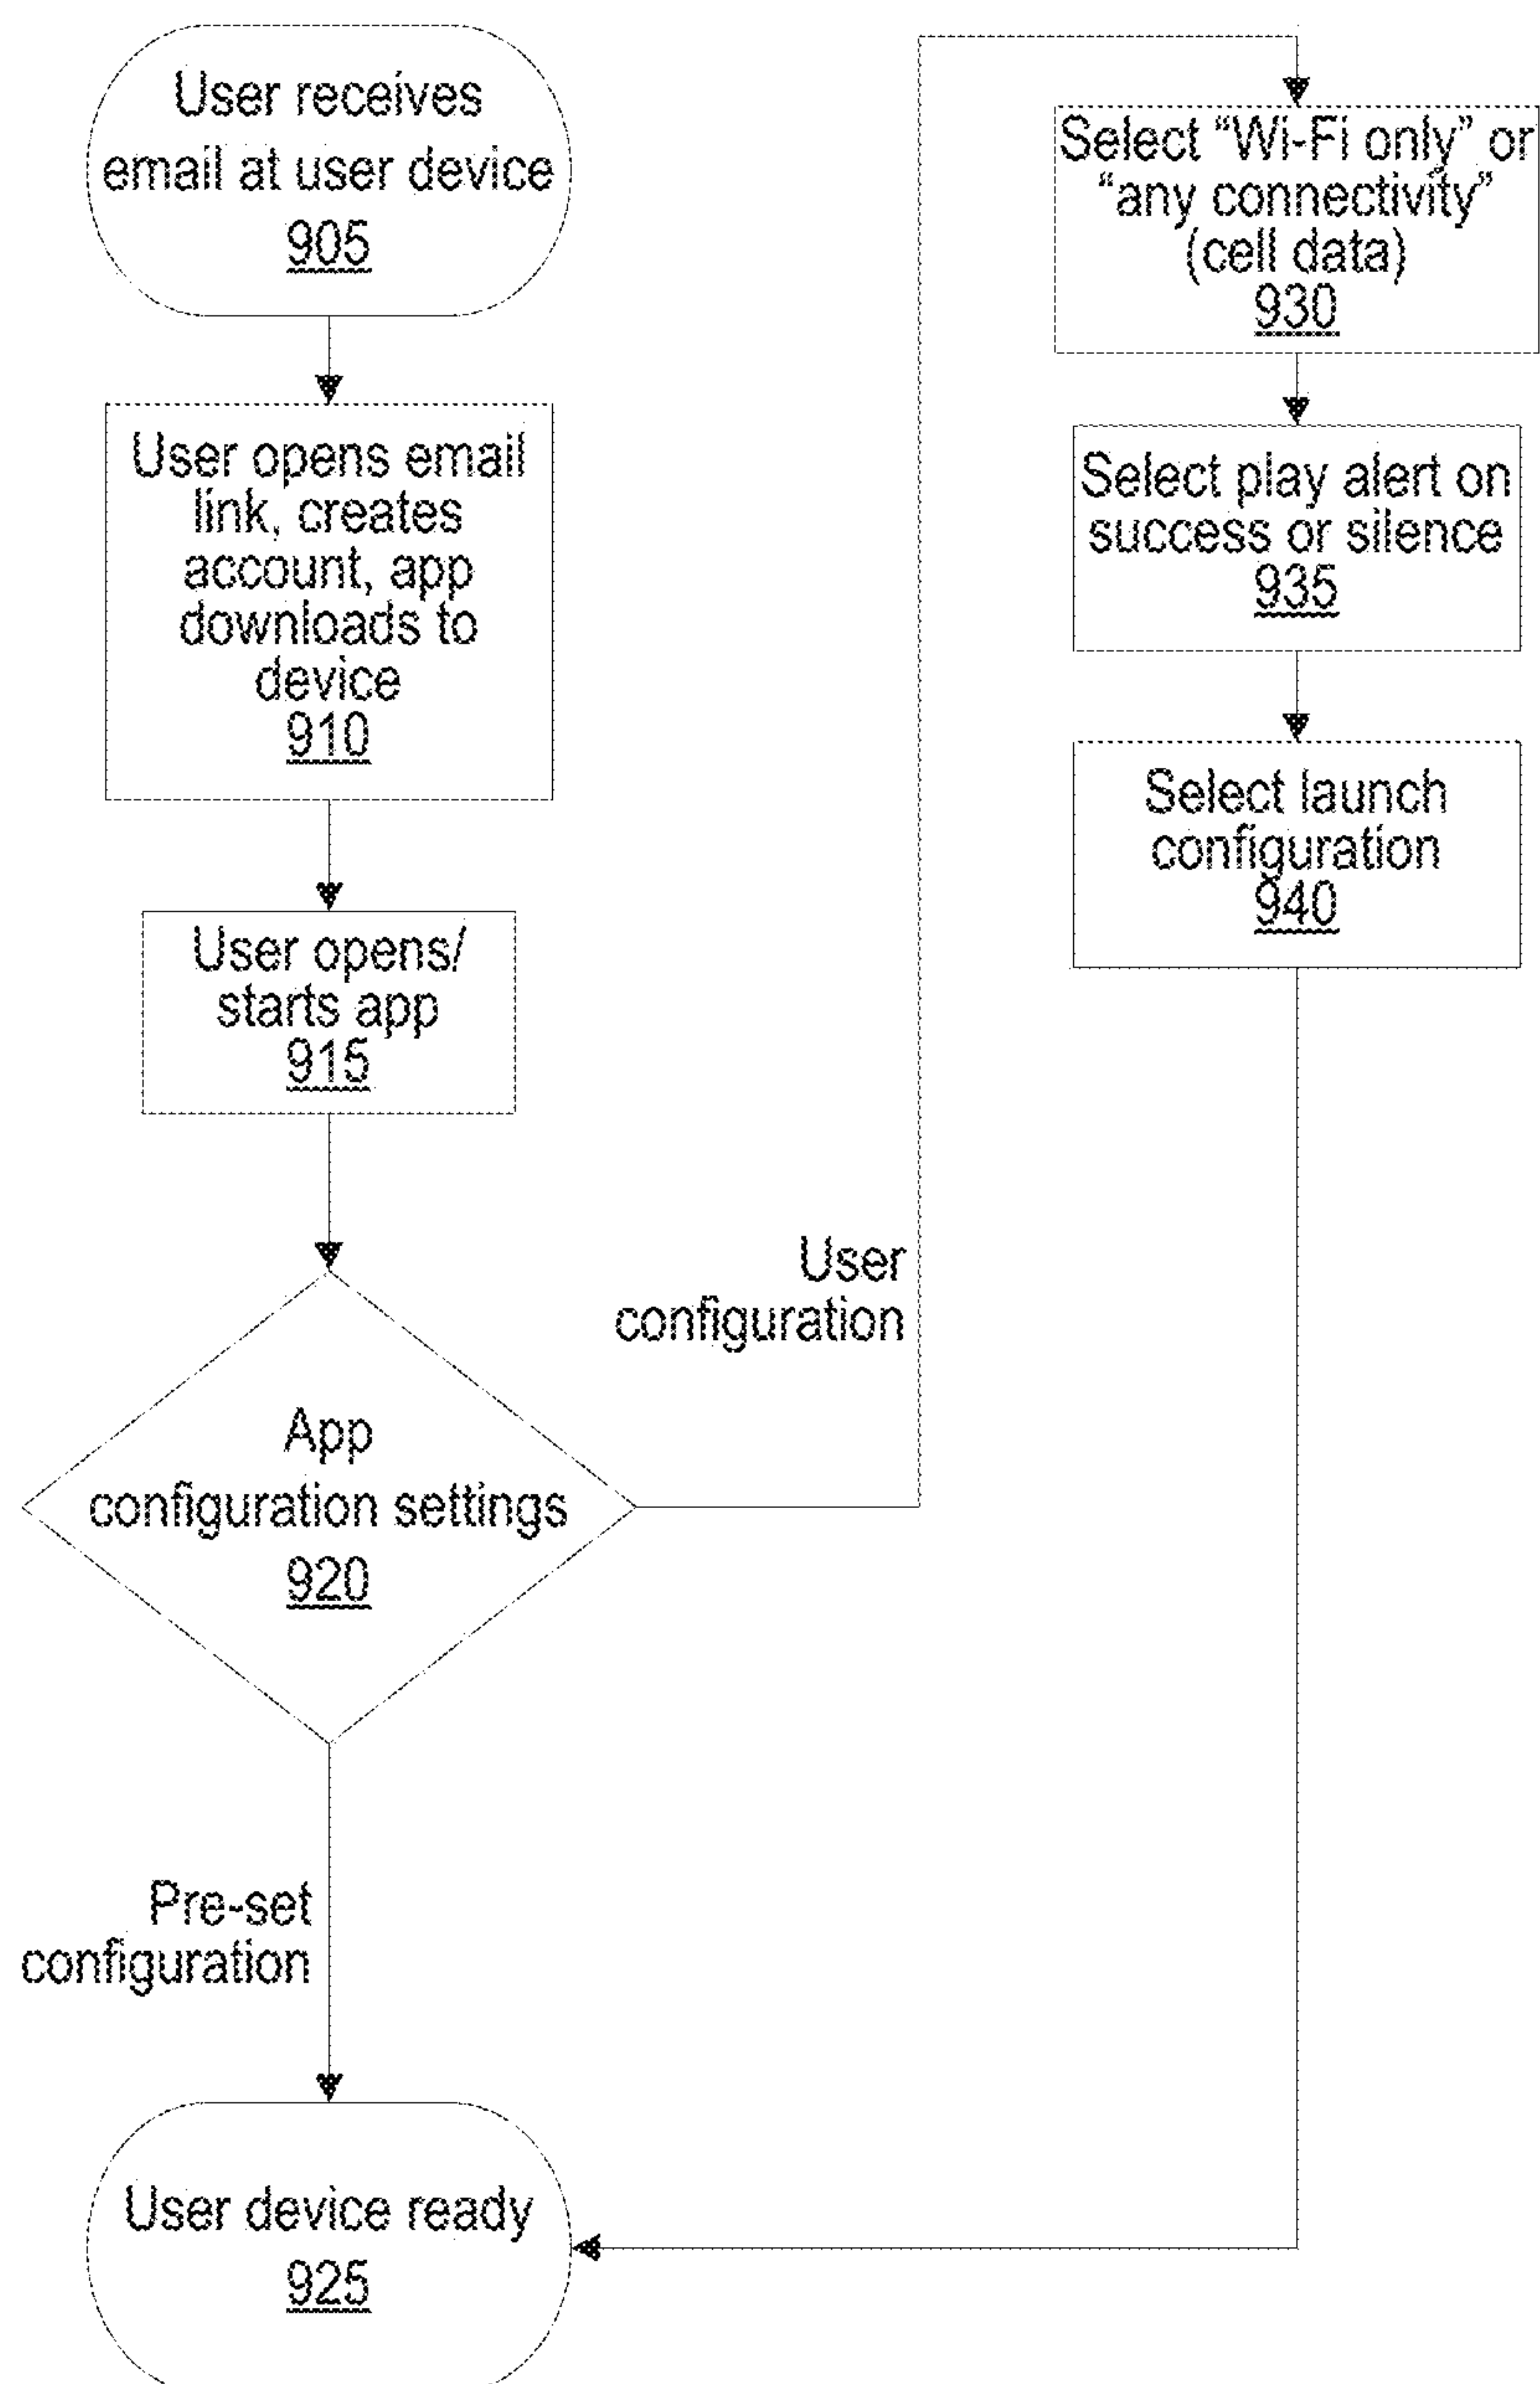 User receives
email at user device
905
User opens email
link, creates
account, app
downloads to
device
910
User opens/
starts app
915
App
configuration settings
920
User
configuration
Pre-set
configuration
User device ready
925
Select “Wi-Fi only” or
“any connectivity”
(cell data)
930
Select play alert on
success or silence
935
Select launch
configuration
940